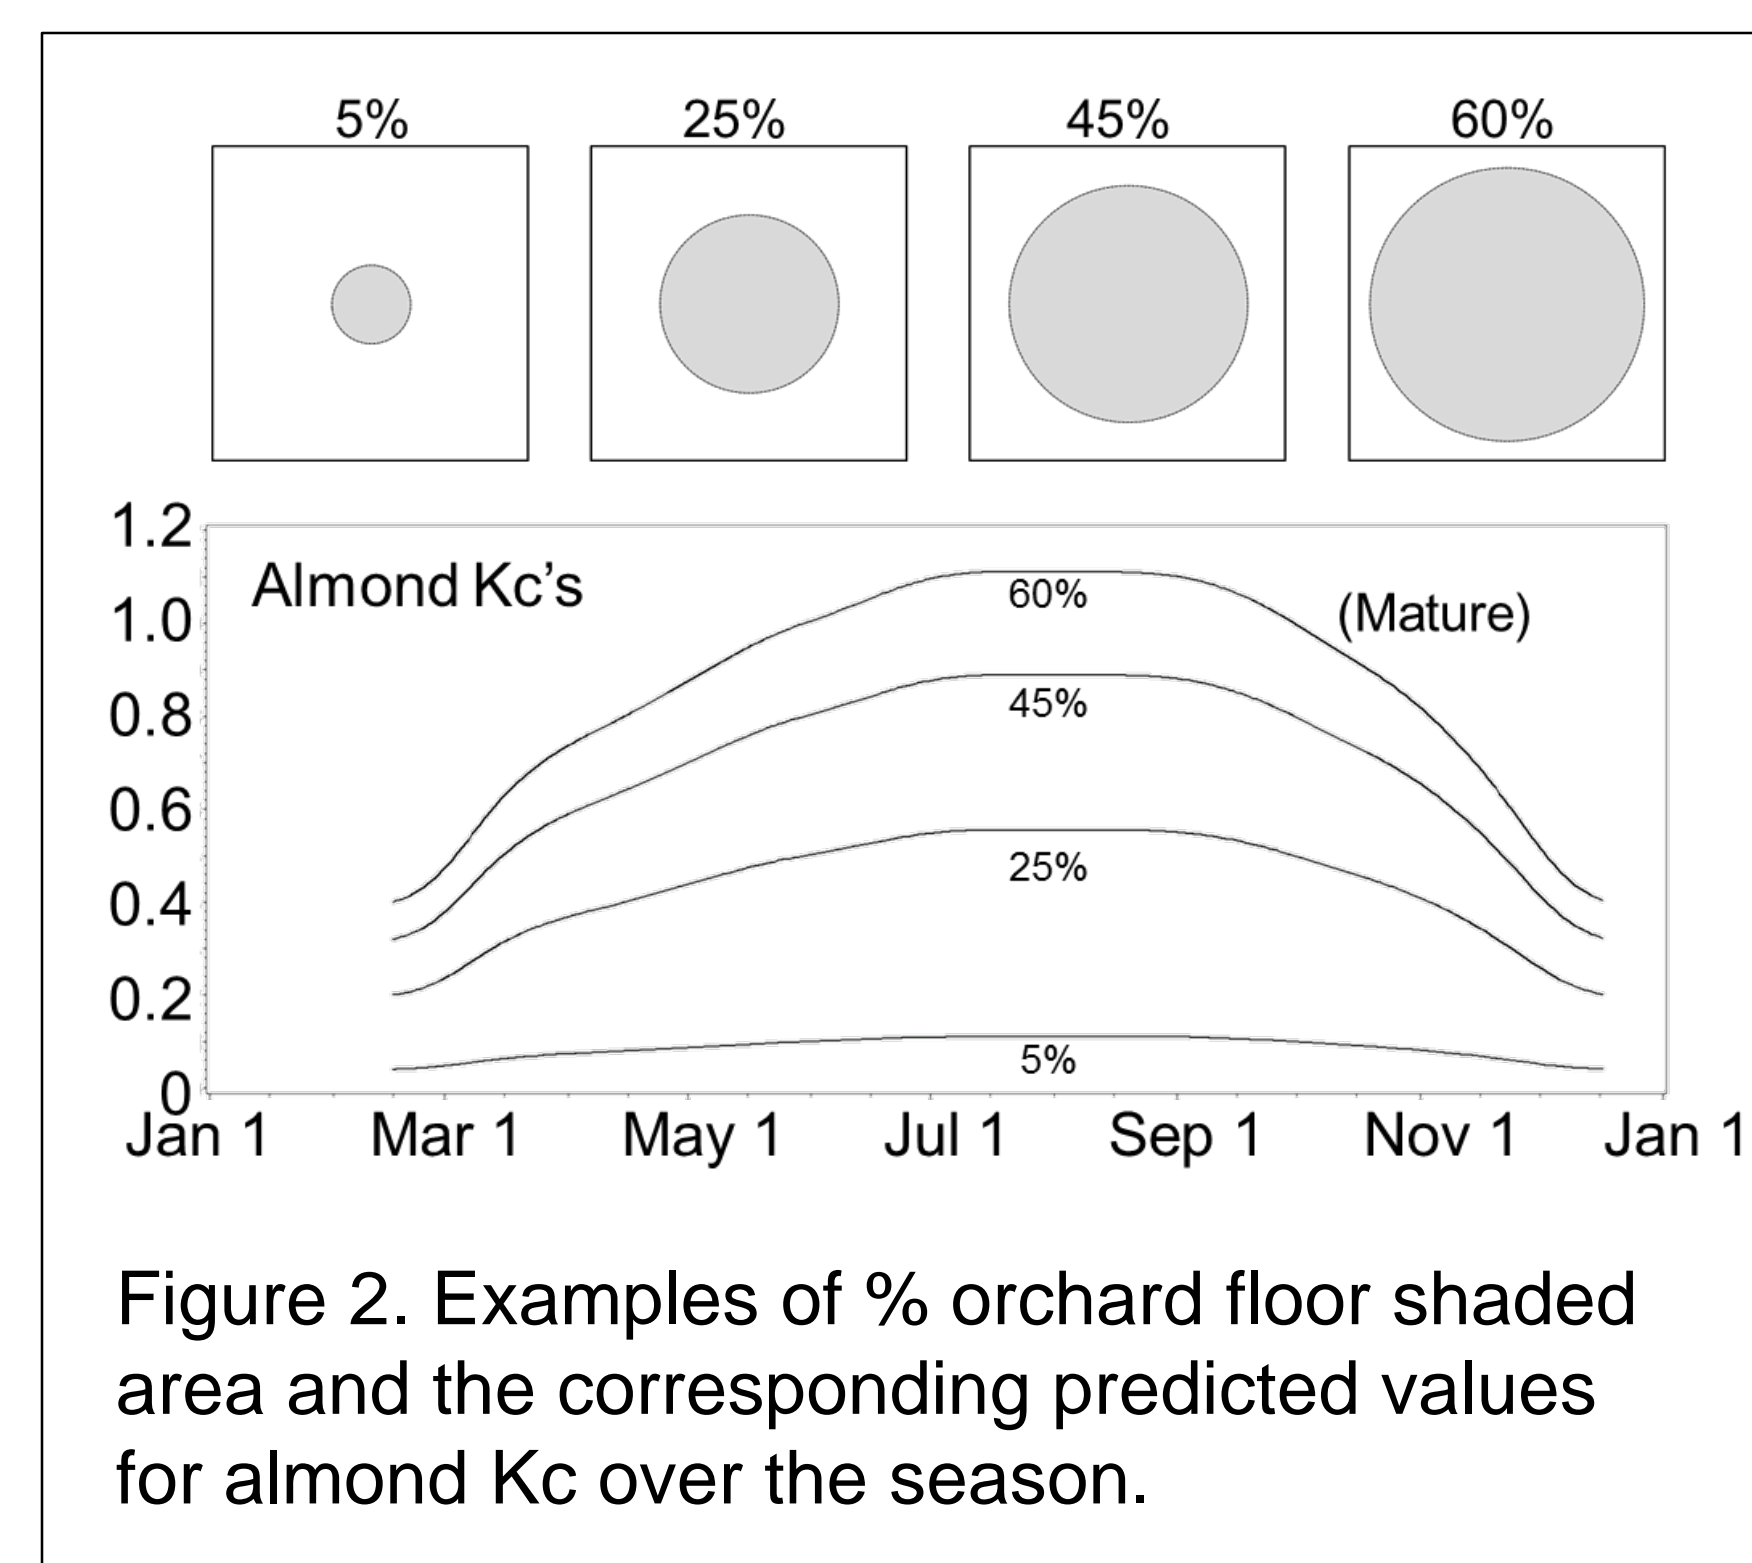 5% 25% 45% 60%
1.2
Almond Kc's
60%
(Mature)
1.0
0.8
45%
0.6
25%
0.4
0.2
5%
0
Jan 1 Mar 1 May 1 Jul 1 Sep 1 Nov 1 Jan 1
Figure 2. Examples of % orchard floor shaded
area and the corresponding predicted values
for almond Kc over the season.